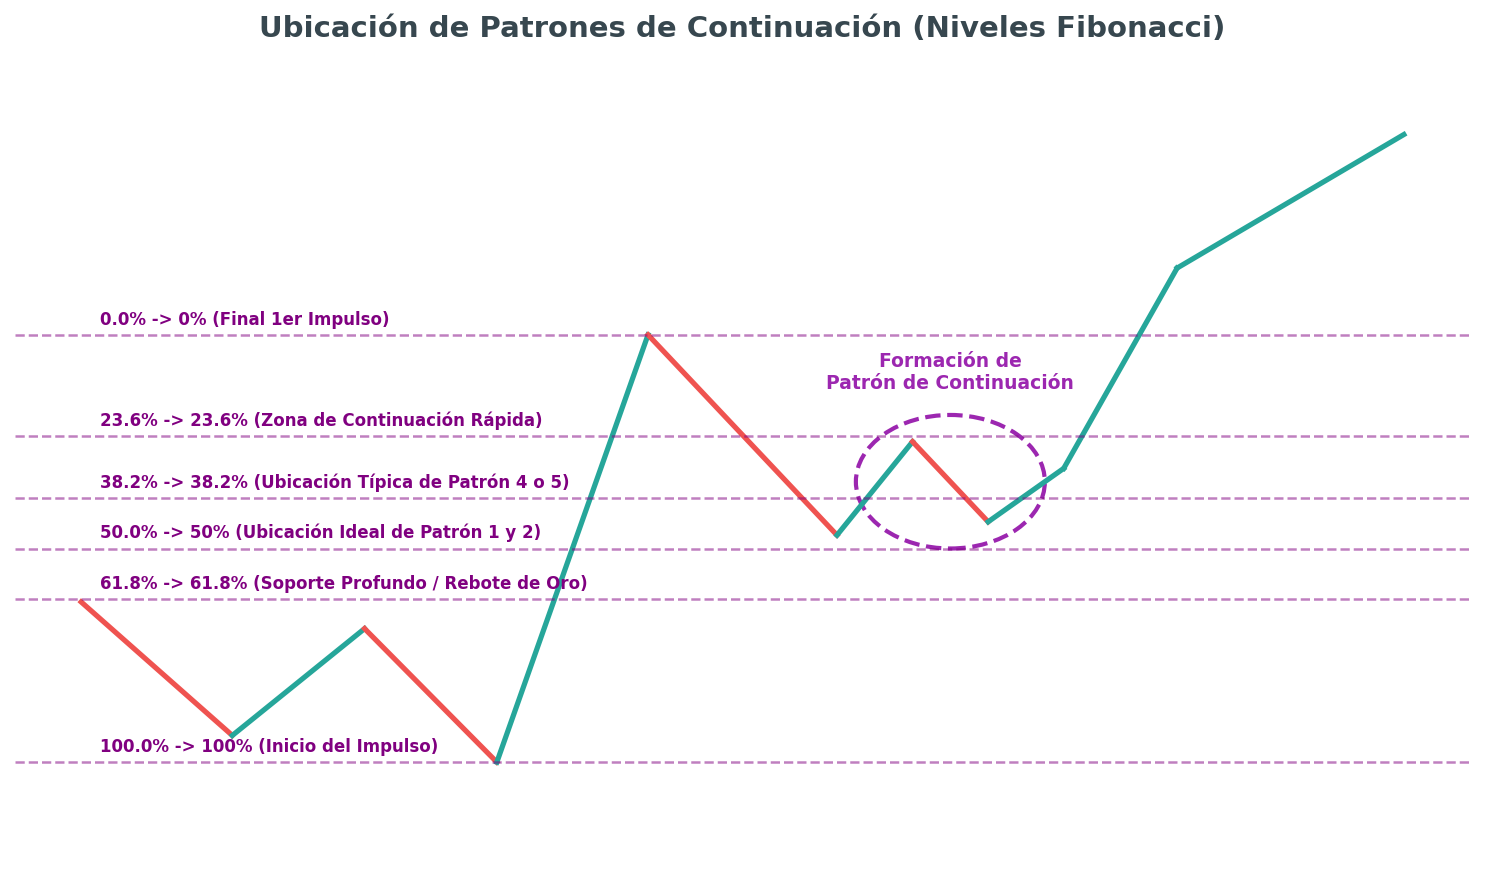 Ubicación de Patrones de Continuación (Niveles Fibonacci)
0.0% -> 0% (Final 1er Impulso)
Formación de
Patrón de Continuación
23.6% -> 23.6% (Zona de Continuación Rápida)
38.2% -> 38.2% (Ubicación Típica de Patrón 4 o 5)
50.0% -> 50% (Ubicación Ideal de Patrón 1 y 2)
61.8% -> 61.8% (Soporte Profundo / Rebote de Oro)
100.0% -> 100% (Inicio del Impulso)